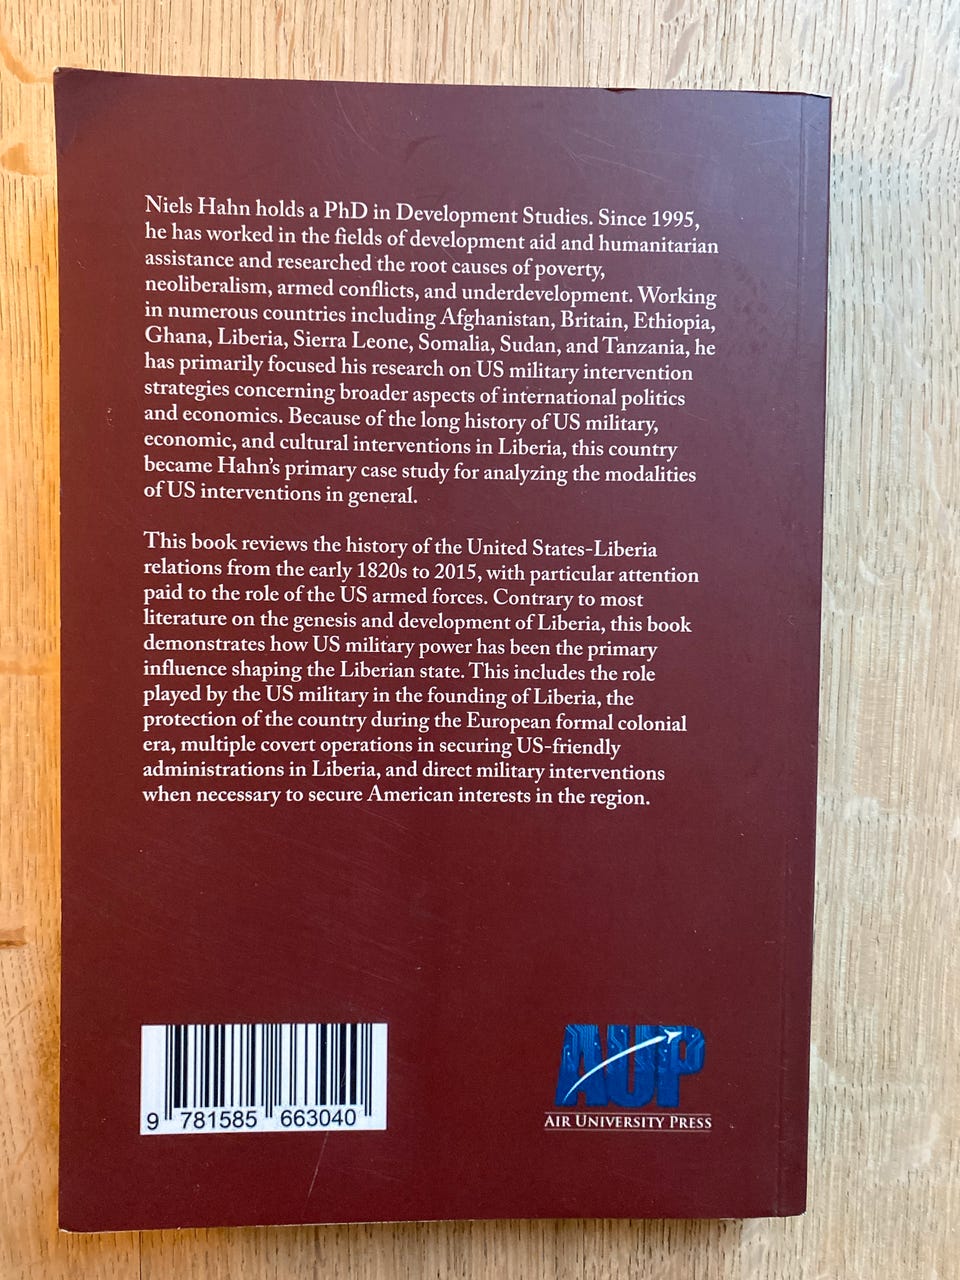 Niels Hahn holds a PhD in Development Studies. Since 1995,
he has worked in the fields of development aid and humanitarian
assistance and researched the root causes of poverty,
neoliberalism, armed conflicts, and underdevelopment. Working
in numerous countries including Afghanistan, Britain, Ethiopia,
Ghana, Liberia, Sierra Leone, Somalia, Sudan, and Tanzania, he
has primarily focused his research on US military intervention
strategies concerning broader aspects of international politics
and economics. Because of the long history of US military,
economic, and cultural interventions in Liberia, this country
became Hahn's primary case study for analyzing the modalities
of US interventions in general.
This book reviews the history of the United States-Liberia
relations from the early 1820s to 2015, with particular attention
paid to the role of the US armed forces. Contrary to most
literature on the genesis and development of Liberia, this book
demonstrates how US military power has been the primary
influence shaping the Liberian state. This includes the role
played by the US military in the founding of Liberia, the
protection of the country during the European formal colonial
era, multiple covert operations in securing US-friendly
administrations in Liberia, and direct military interventions
when necessary to secure American interests in the region.
9 781585 663040
AUP
AIR UNIVERSITY PRESS